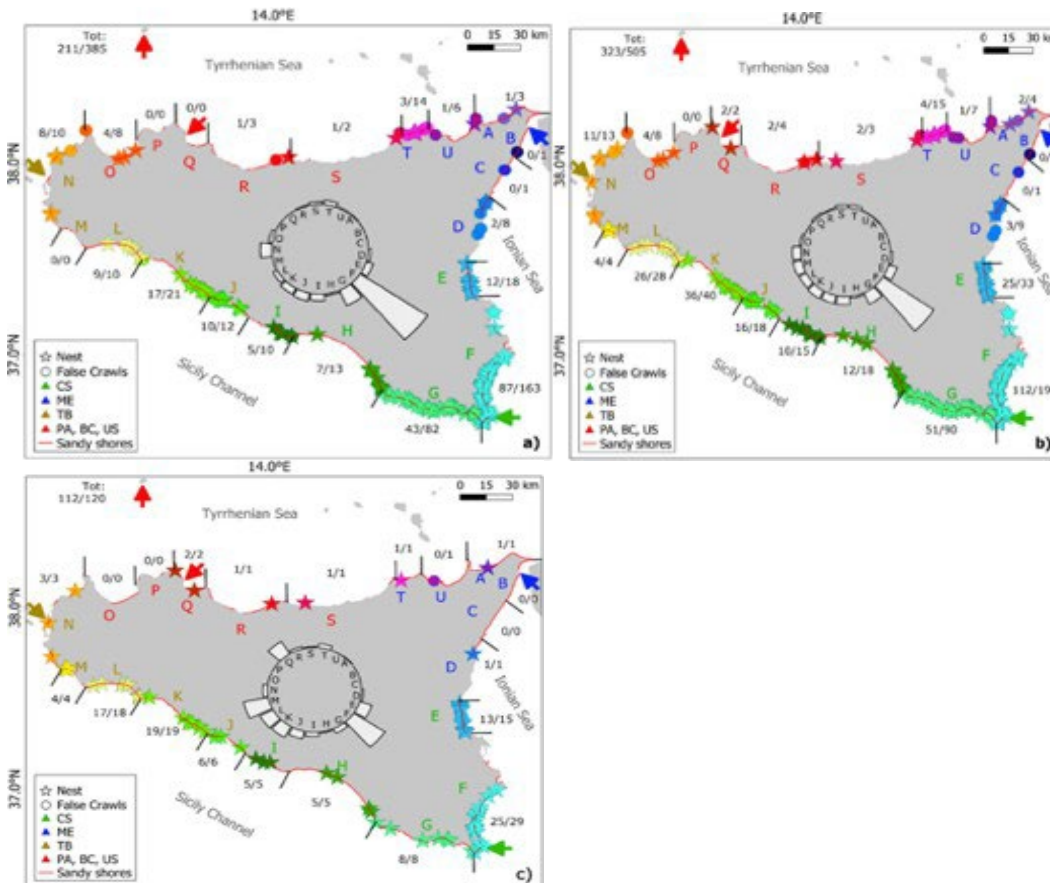 14.0°E
Tot:
211/385
0 15 30 km
Tyrrhenian Sea
38.0°N
37.0°N
8/10
4/8
0/0
0/0
1/3
1/2
3/14
1/6
1/3
0/1
0/1
2/8
12/18
87/163
43/82
7/13
5/10
10/12
17/21
9/10
0/0
A
B
C
D
E
F
G
H
I
J
K
L
M
N
O
P
Q
R
S
T
U
Ionian Sea
Sicily Channel
Nest
False Crawls
CS
ME
TB
PA, BC, US
Sandy shores
a)
14.0°E
Tot:
323/505
0 15 30 km
Tyrrhenian Sea
38.0°N
37.0°N
11/13
4/8
0/0
2/2
2/4
2/3
4/15
1/7
2/4
0/1
3/9
25/33
112/19
51/90
12/18
16/18
36/40
26/28
4/4
A
B
C
D
E
F
G
H
I
J
K
L
M
N
O
P
Q
R
S
T
U
Ionian Sea
Sicily Channel
Nest
False Crawls
CS
ME
TB
PA, BC, US
Sandy shores
b)
14.0°E
Tot:
112/120
0 15 30 km
Tyrrhenian Sea
38.0°N
37.0°N
3/3
0/0
0/0
2/2
1/1
1/1
1/1
0/1
1/1
0/0
0/0
1/1
13/15
25/29
8/8
5/5
5/5
6/6
19/19
17/18
4/4
A
B
C
D
E
F
G
H
I
J
K
L
M
N
O
P
Q
R
S
T
U
Ionian Sea
Sicily Channel
Nest
False Crawls
CS
ME
TB
PA, BC, US
Sandy shores
c)